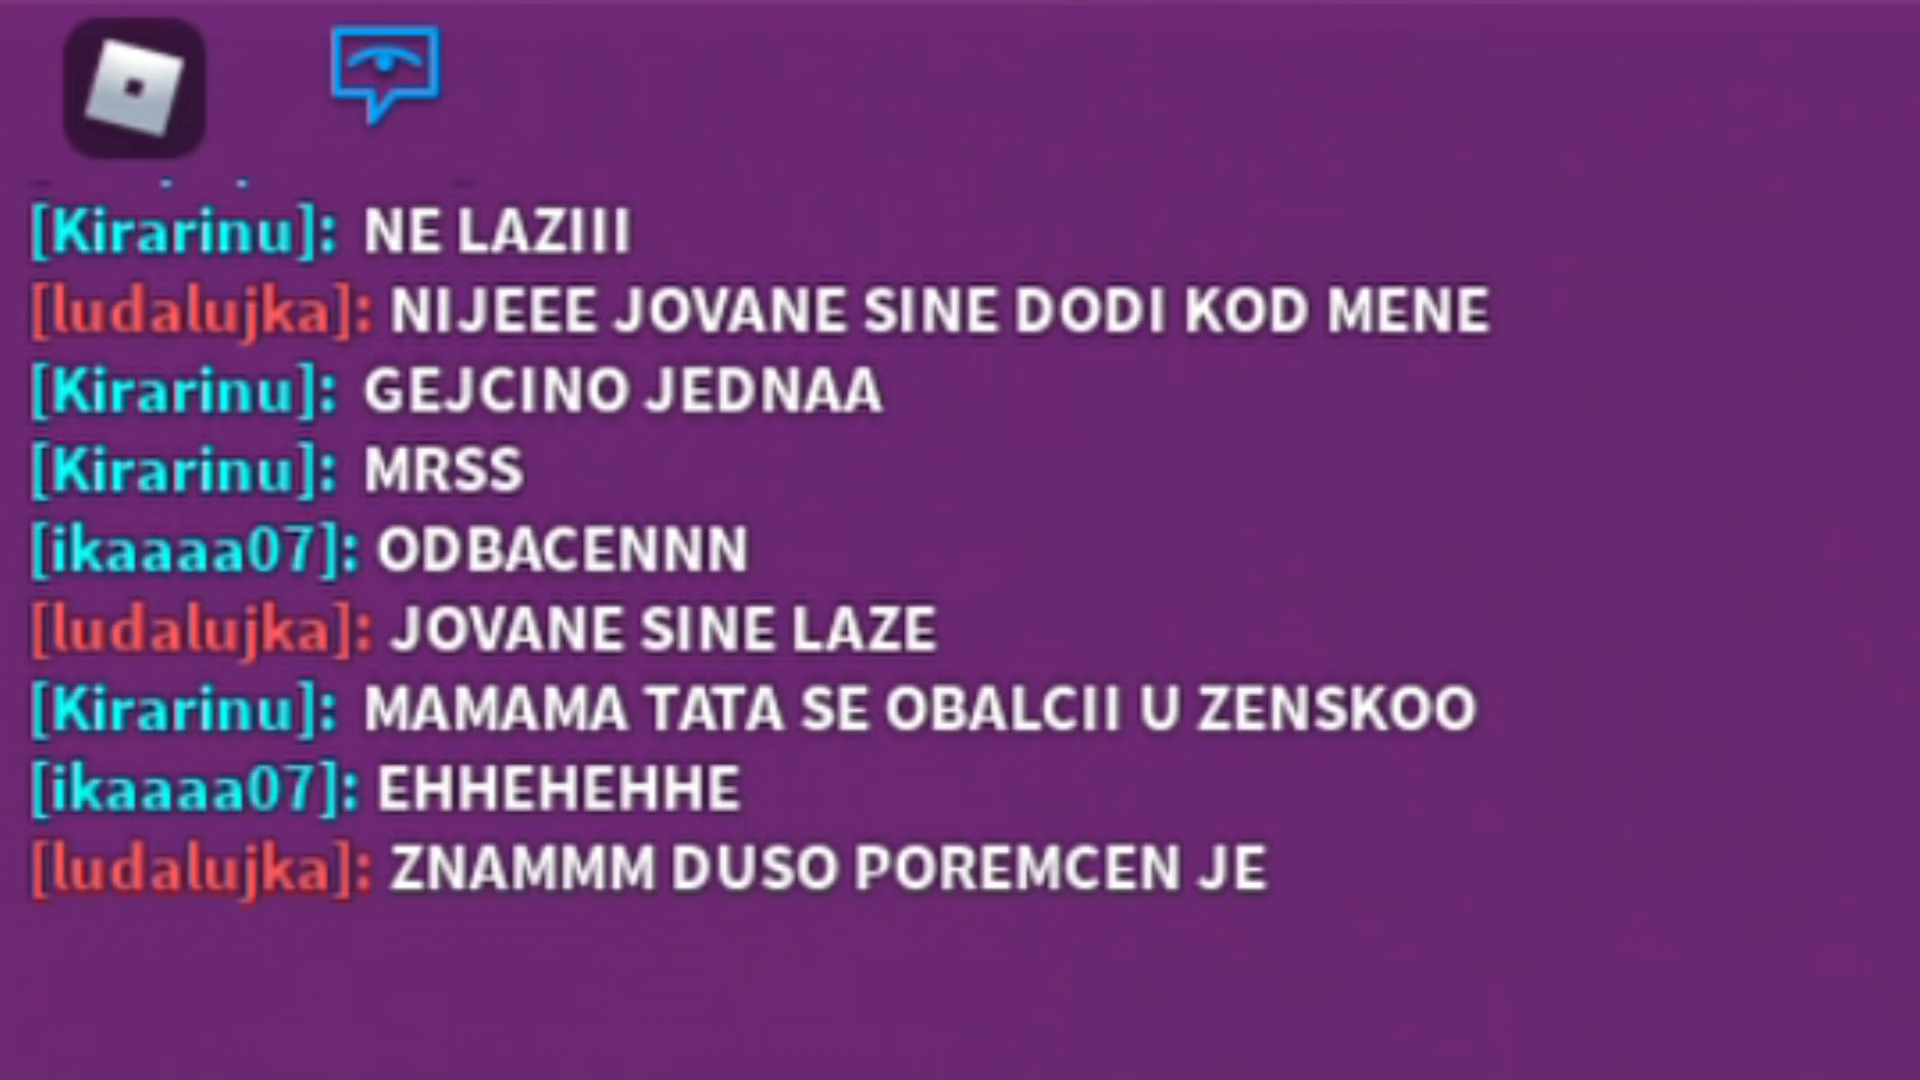 [Kirarinu]: NE LAZIII
[ludalujka]: NIJEEE JOVANE SINE DODI KOD MENE
[Kirarinu]: GEJCINO JEDNAA
[Kirarinu]: MRSS
[ikaaaa07]: ODBACENNN
[ludalujka]: JOVANE SINE LAZE
[Kirarinu]: MAMAMA TATA SE OBALCII U ZENSKOO
[ikaaaa07]: EHHEHEHHE
[ludalujka]: ZNAMMM DUSO POREMCEN JE